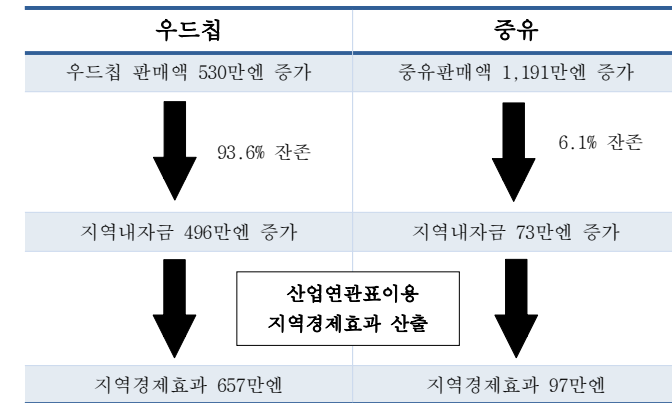 우드칩 중유
우드칩 판매액 530만엔 증가 중유판매액 1,191만엔 증가
93.6% 잔존 6.1% 잔존
지역내자금 496만엔 증가 지역내자금 73만엔 증가
산업연관표이용
지역경제효과 산출
지역경제효과 657만엔 지역경제효과 97만엔